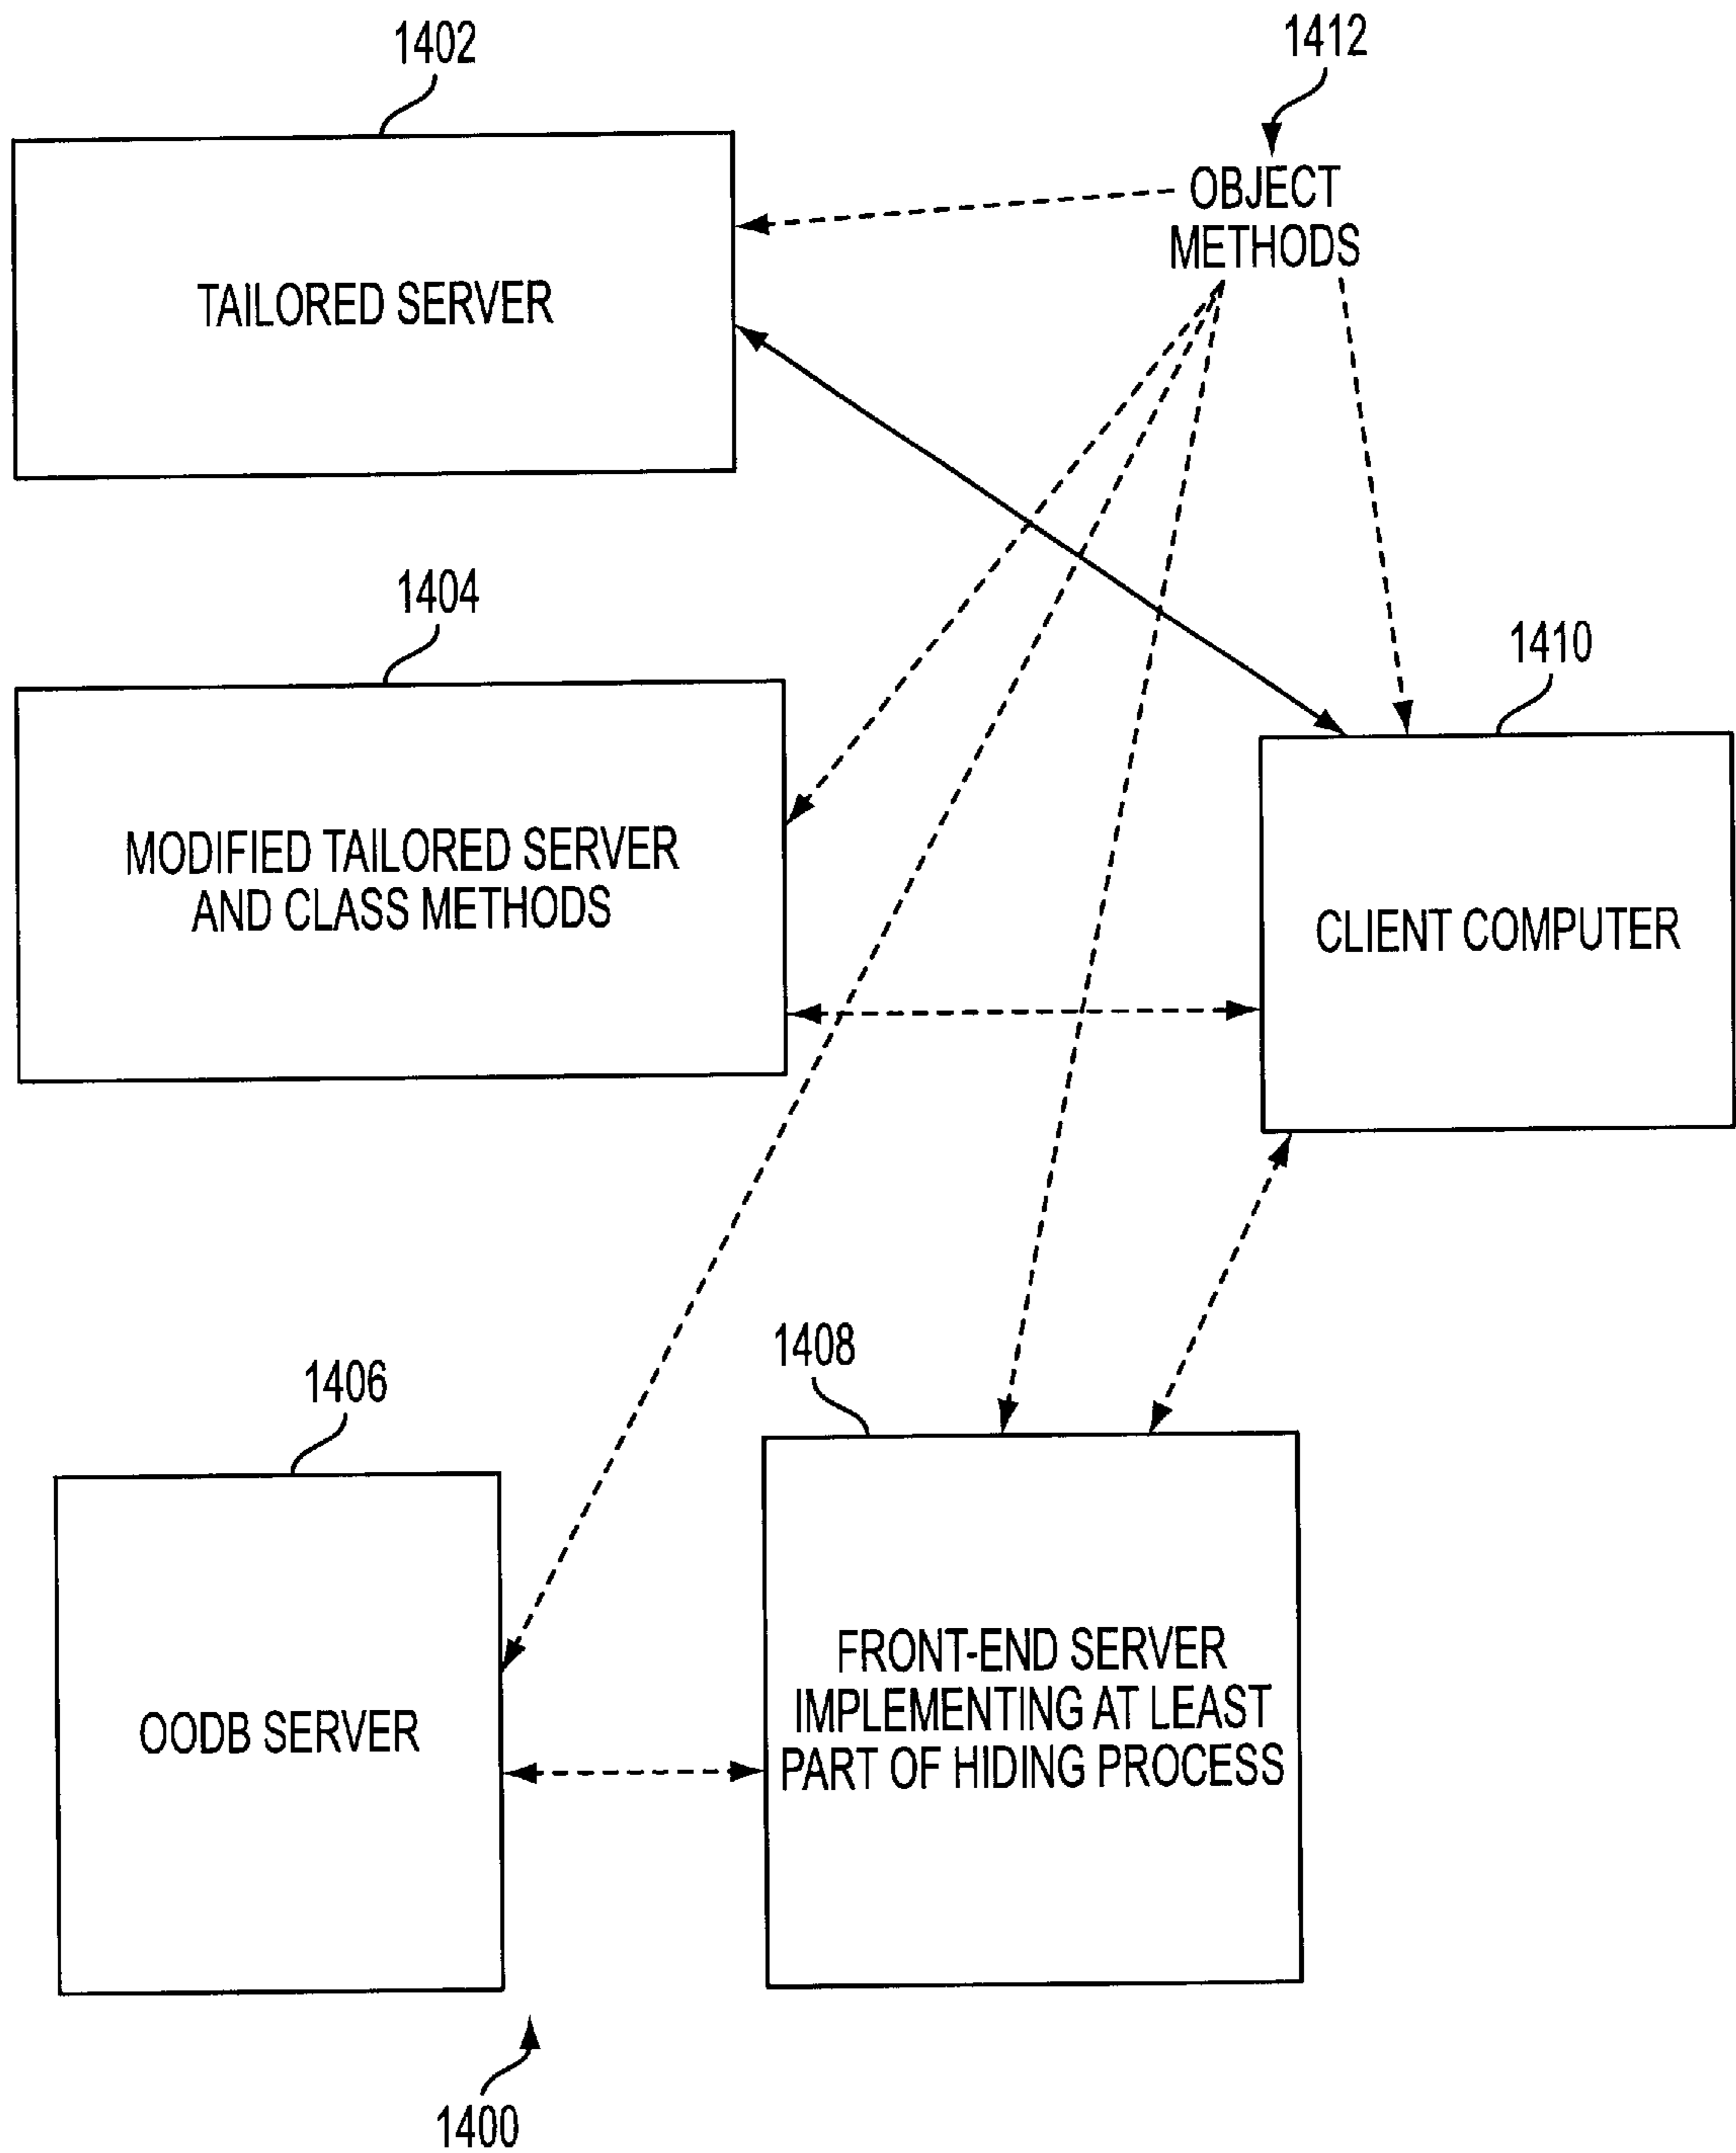 1402
1412
OBJECT
METHODS
TAILORED SERVER
1404
1410
MODIFIED TAILORED SERVER
AND CLASS METHODS
CLIENT COMPUTER
1406
1408
OODB SERVER
FRONT-END SERVER
IMPLEMENTING AT LEAST
PART OF HIDING PROCESS
1400